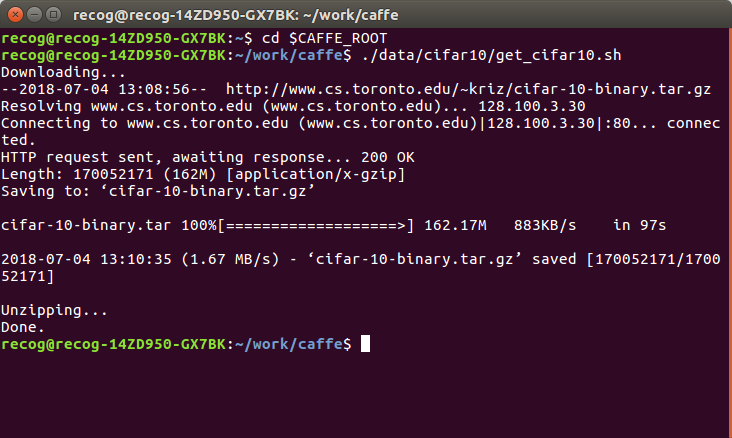 recog@recog-14ZD950-GX7BK: ~/work/caffe
recog@recog-14ZD950-GX7BK:~$ cd $CAFFE_ROOT
recog@recog-14ZD950-GX7BK:~/work/caffe$ ./data/cifar10/get_cifar10.sh
Downloading...
--2018-07-04 13:08:56--  http://www.cs.toronto.edu/~kriz/cifar-10-binary.tar.gz
Resolving www.cs.toronto.edu (www.cs.toronto.edu)... 128.100.3.30
Connecting to www.cs.toronto.edu (www.cs.toronto.edu)|128.100.3.30|:80... connec
ted.
HTTP request sent, awaiting response... 200 OK
Length: 170052171 (162M) [application/x-gzip]
Saving to: ‘cifar-10-binary.tar.gz’
cifar-10-binary.tar 100%[===================>] 162.17M   883KB/s    in 97s
2018-07-04 13:10:35 (1.67 MB/s) - ‘cifar-10-binary.tar.gz’ saved [170052171/1700
52171]
Unzipping...
Done.
recog@recog-14ZD950-GX7BK:~/work/caffe$